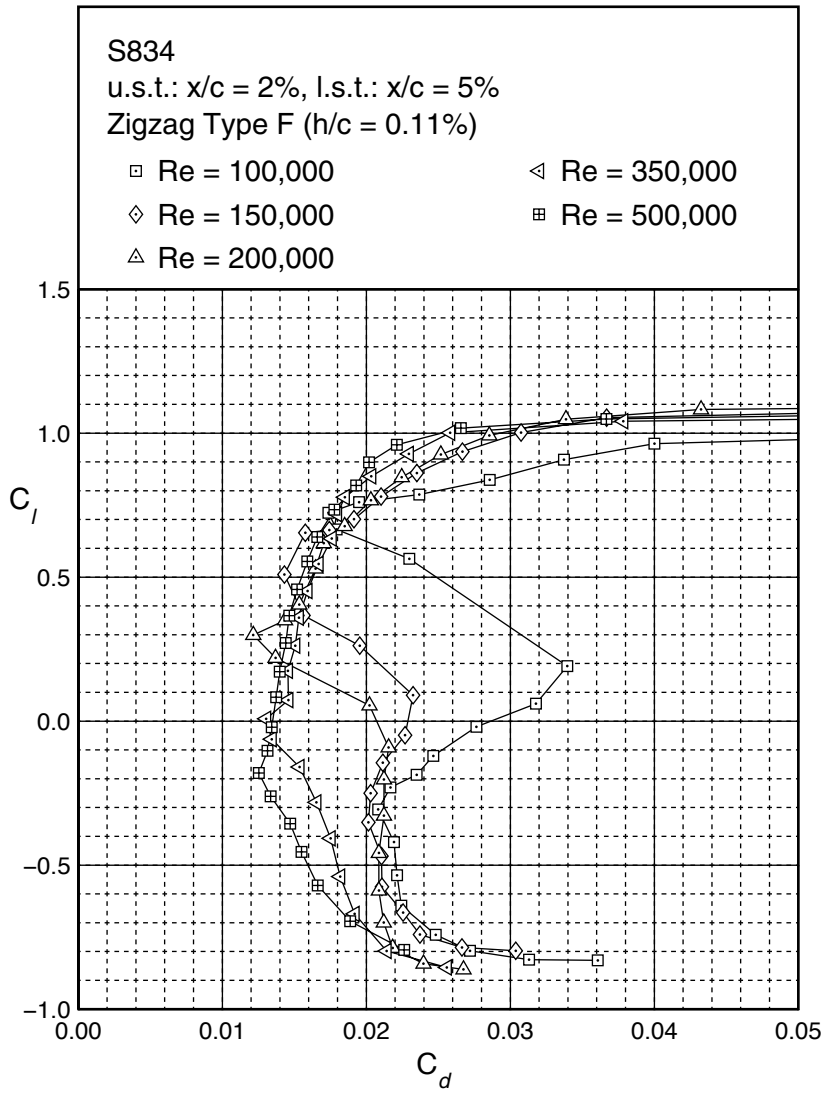 S834
u.s.t.: x/c = 2%, l.s.t.: x/c = 5%
Zigzag Type F (h/c = 0.11%)
Re = 100,000
Re = 350,000
Re = 150,000
Re = 500,000
Re = 200,000
1.5
1.0
C_l
0.5
0.0
−0.5
−1.0
0.00 0.01 0.02 0.03 0.04 0.05
C_d